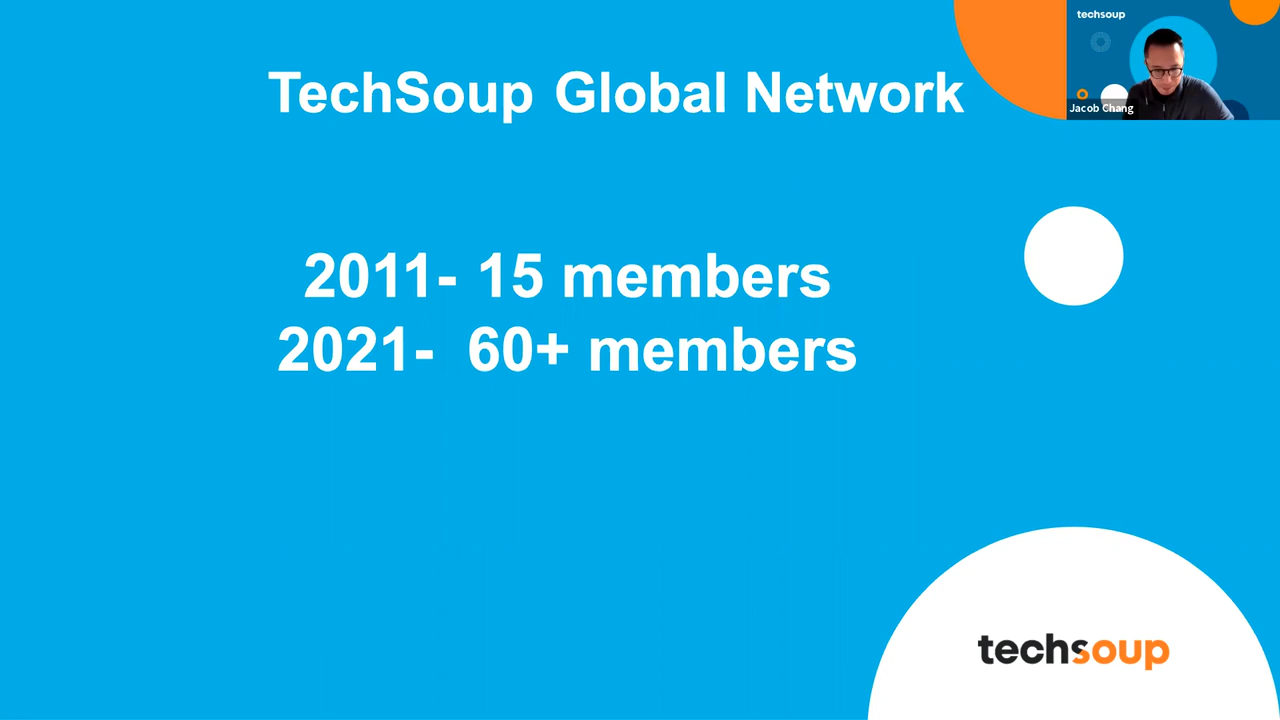 TechSoup Global Network
techsoup
Jacob Chang
2011- 15 members
2021- 60+ members
techsoup